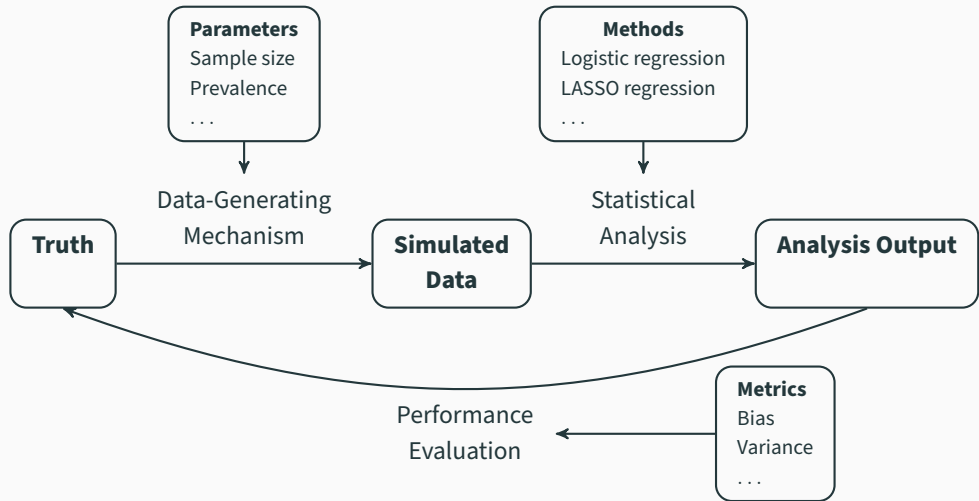 Parameters
Sample size
Prevalence
. . .
Methods
Logistic regression
LASSO regression
. . .
Data-Generating
Mechanism
Statistical
Analysis
Truth
Simulated
Data
Analysis Output
Performance
Evaluation
Metrics
Bias
Variance
. . .